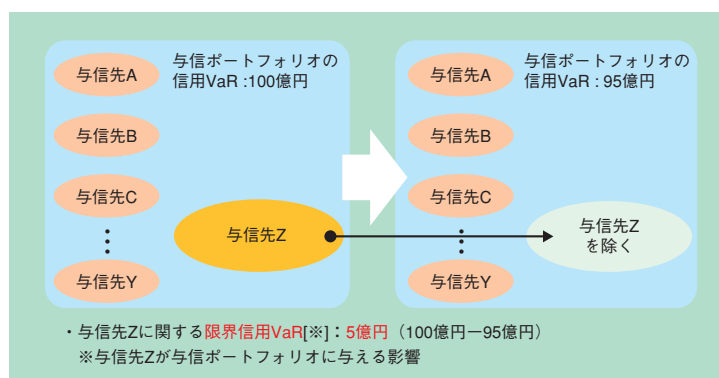 与信先A
与信先B
与信先C
⋮
与信先Y
与信ポートフォリオの
信用VaR :100億円
与信先Z
与信先A
与信先B
与信先C
⋮
与信先Y
与信ポートフォリオの
信用VaR : 95億円
与信先Z
を除く
・与信先Zに関する限界信用VaR[※]：5億円（100億円ー95億円）
※与信先Zが与信ポートフォリオに与える影響